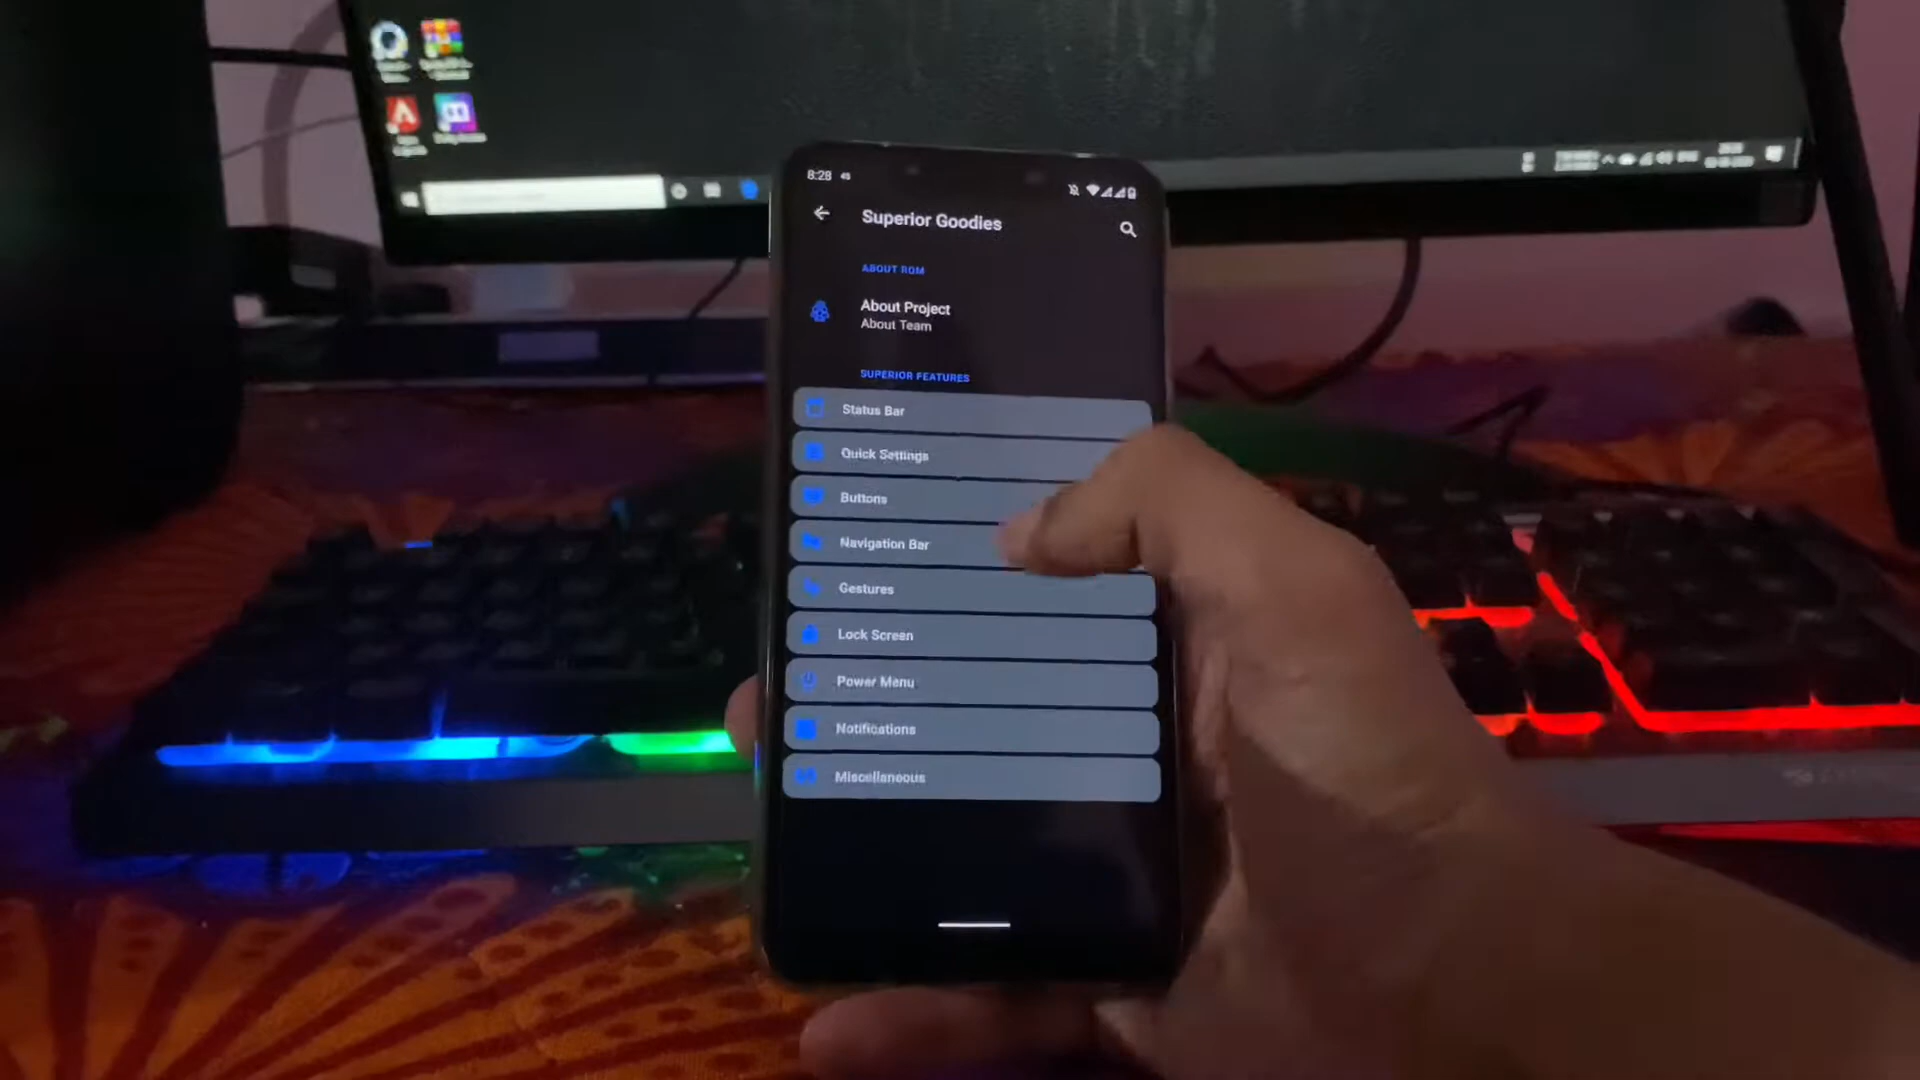 8:28
Superior Goodies
ABOUT ROM
About Project
About Team
SUPERIOR FEATURES
Status Bar
Quick Settings
Buttons
Navigation Bar
Gestures
Lock Screen
Power Menu
Notifications
Miscellaneous